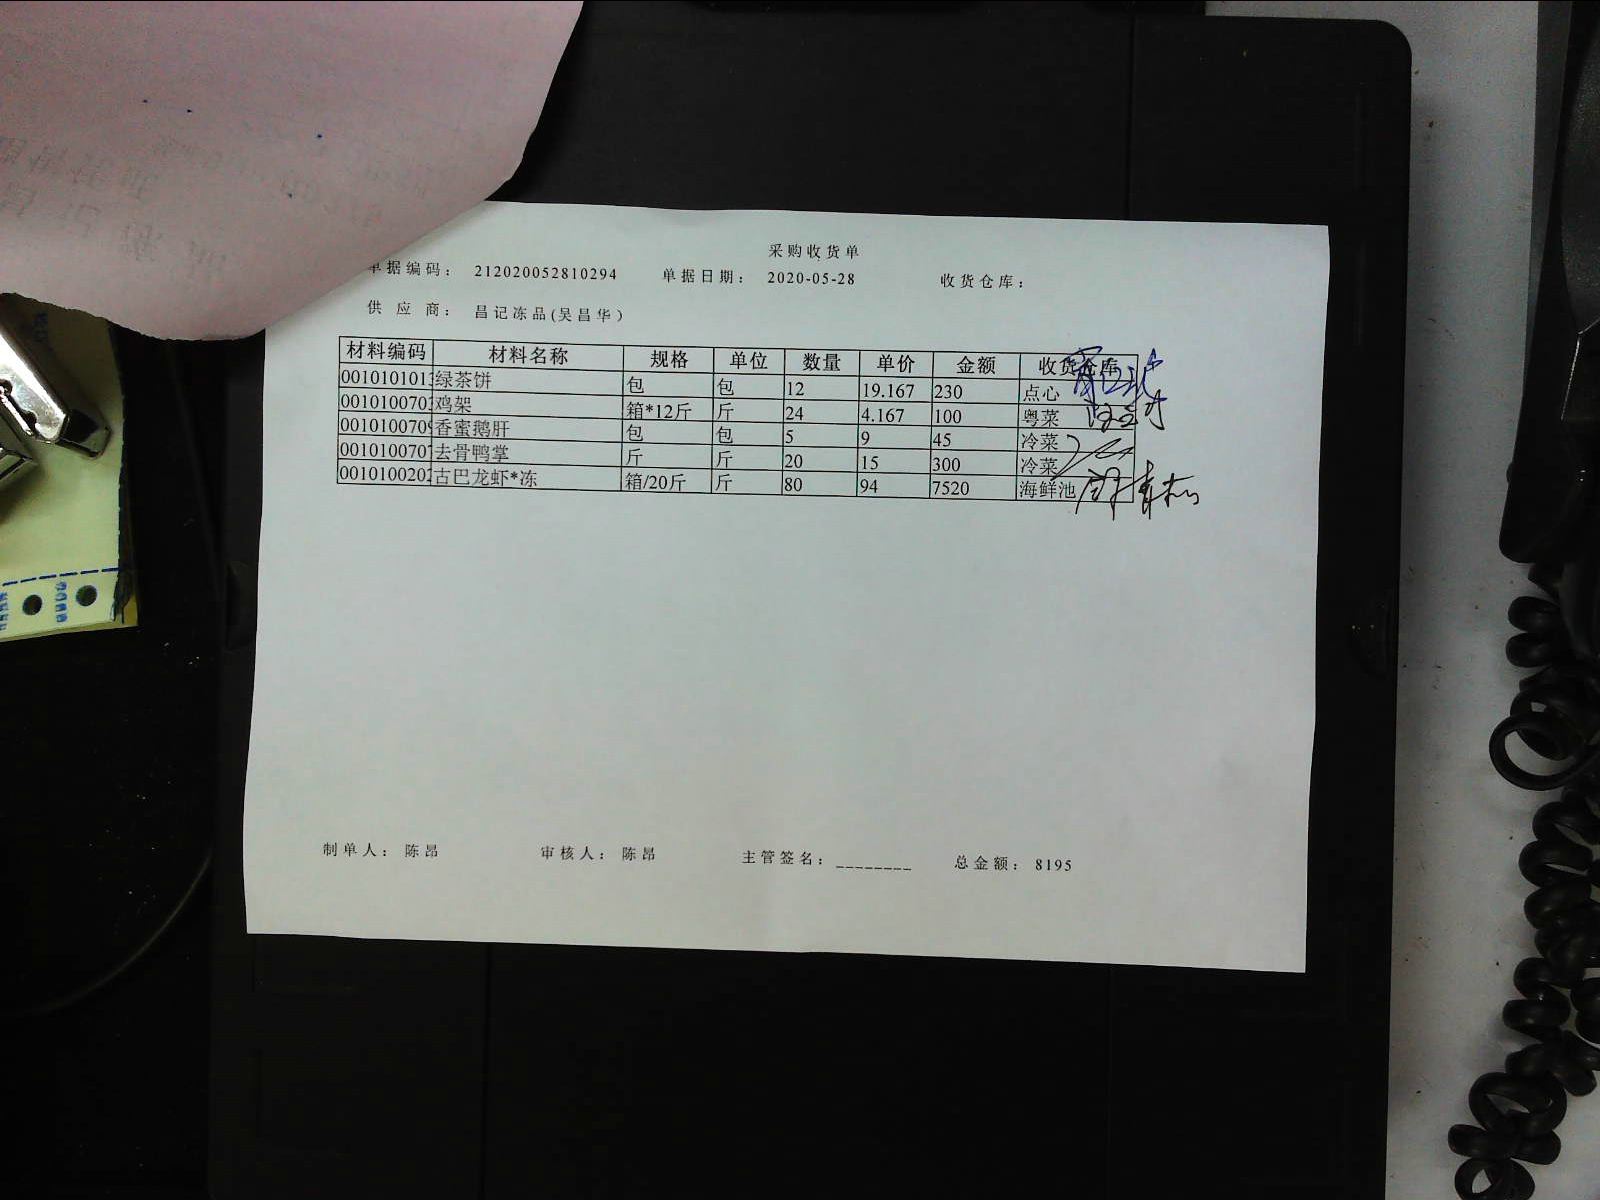 采购收货单
单据编码： 212020052810294 单据日期： 2020-05-28 收货仓库：
供 应 商： 昌记冻品(吴昌华)
材料编码 材料名称 规格 单位 数量 单价 金额 收货仓库
0010101013 绿茶饼 包 包 12 19.167 230 点心
001010070 鸡架 箱*12斤 斤 24 4.167 100 粤菜
001010070 香蜜鹅肝 包 包 5 9 45 冷菜
001010070 去骨鸭掌 斤 斤 20 15 300 冷菜
001010020 古巴龙虾*冻 箱/20斤 斤 80 94 7520 海鲜池
制单人： 陈昂 审核人： 陈昂 主管签名：________ 总金额： 8195